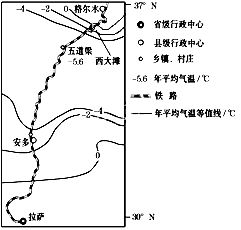 -4 -2 0 格尔木 37° N
五道梁
-5.6
西大滩
安多
-4
-2
0
拉萨
30° N
省级行政中心
县级行政中心
乡镇、村庄
-5.6 年平均气温/℃
铁路
年平均气温等值线/℃